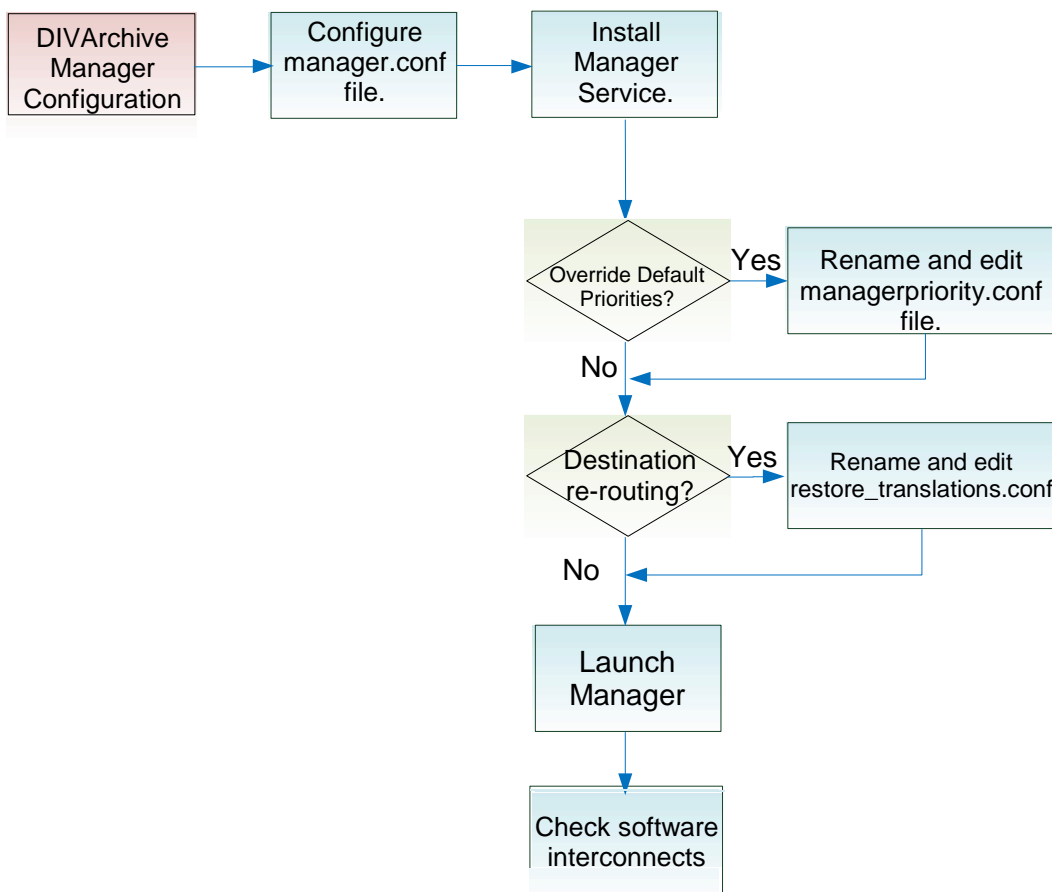 DIVArchive
Manager
Configuration
Configure
manager.conf
file.
Install
Manager
Service.
Override Default
Priorities?
Yes
Rename and edit
managerpriority.conf
file.
No
Destination
re-routing?
Yes
Rename and edit
restore_translations.conf
No
Launch
Manager
Check software
interconnects